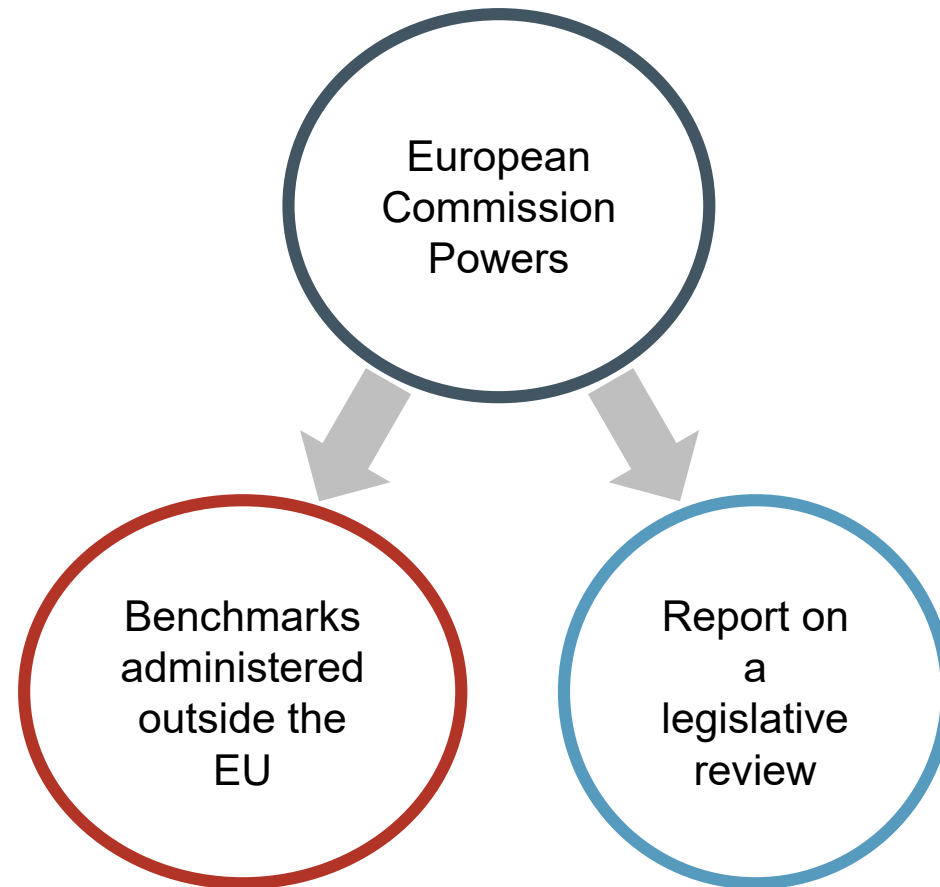 European
Commission
Powers
Benchmarks
administered
outside the
EU
Report on
a
legislative
review